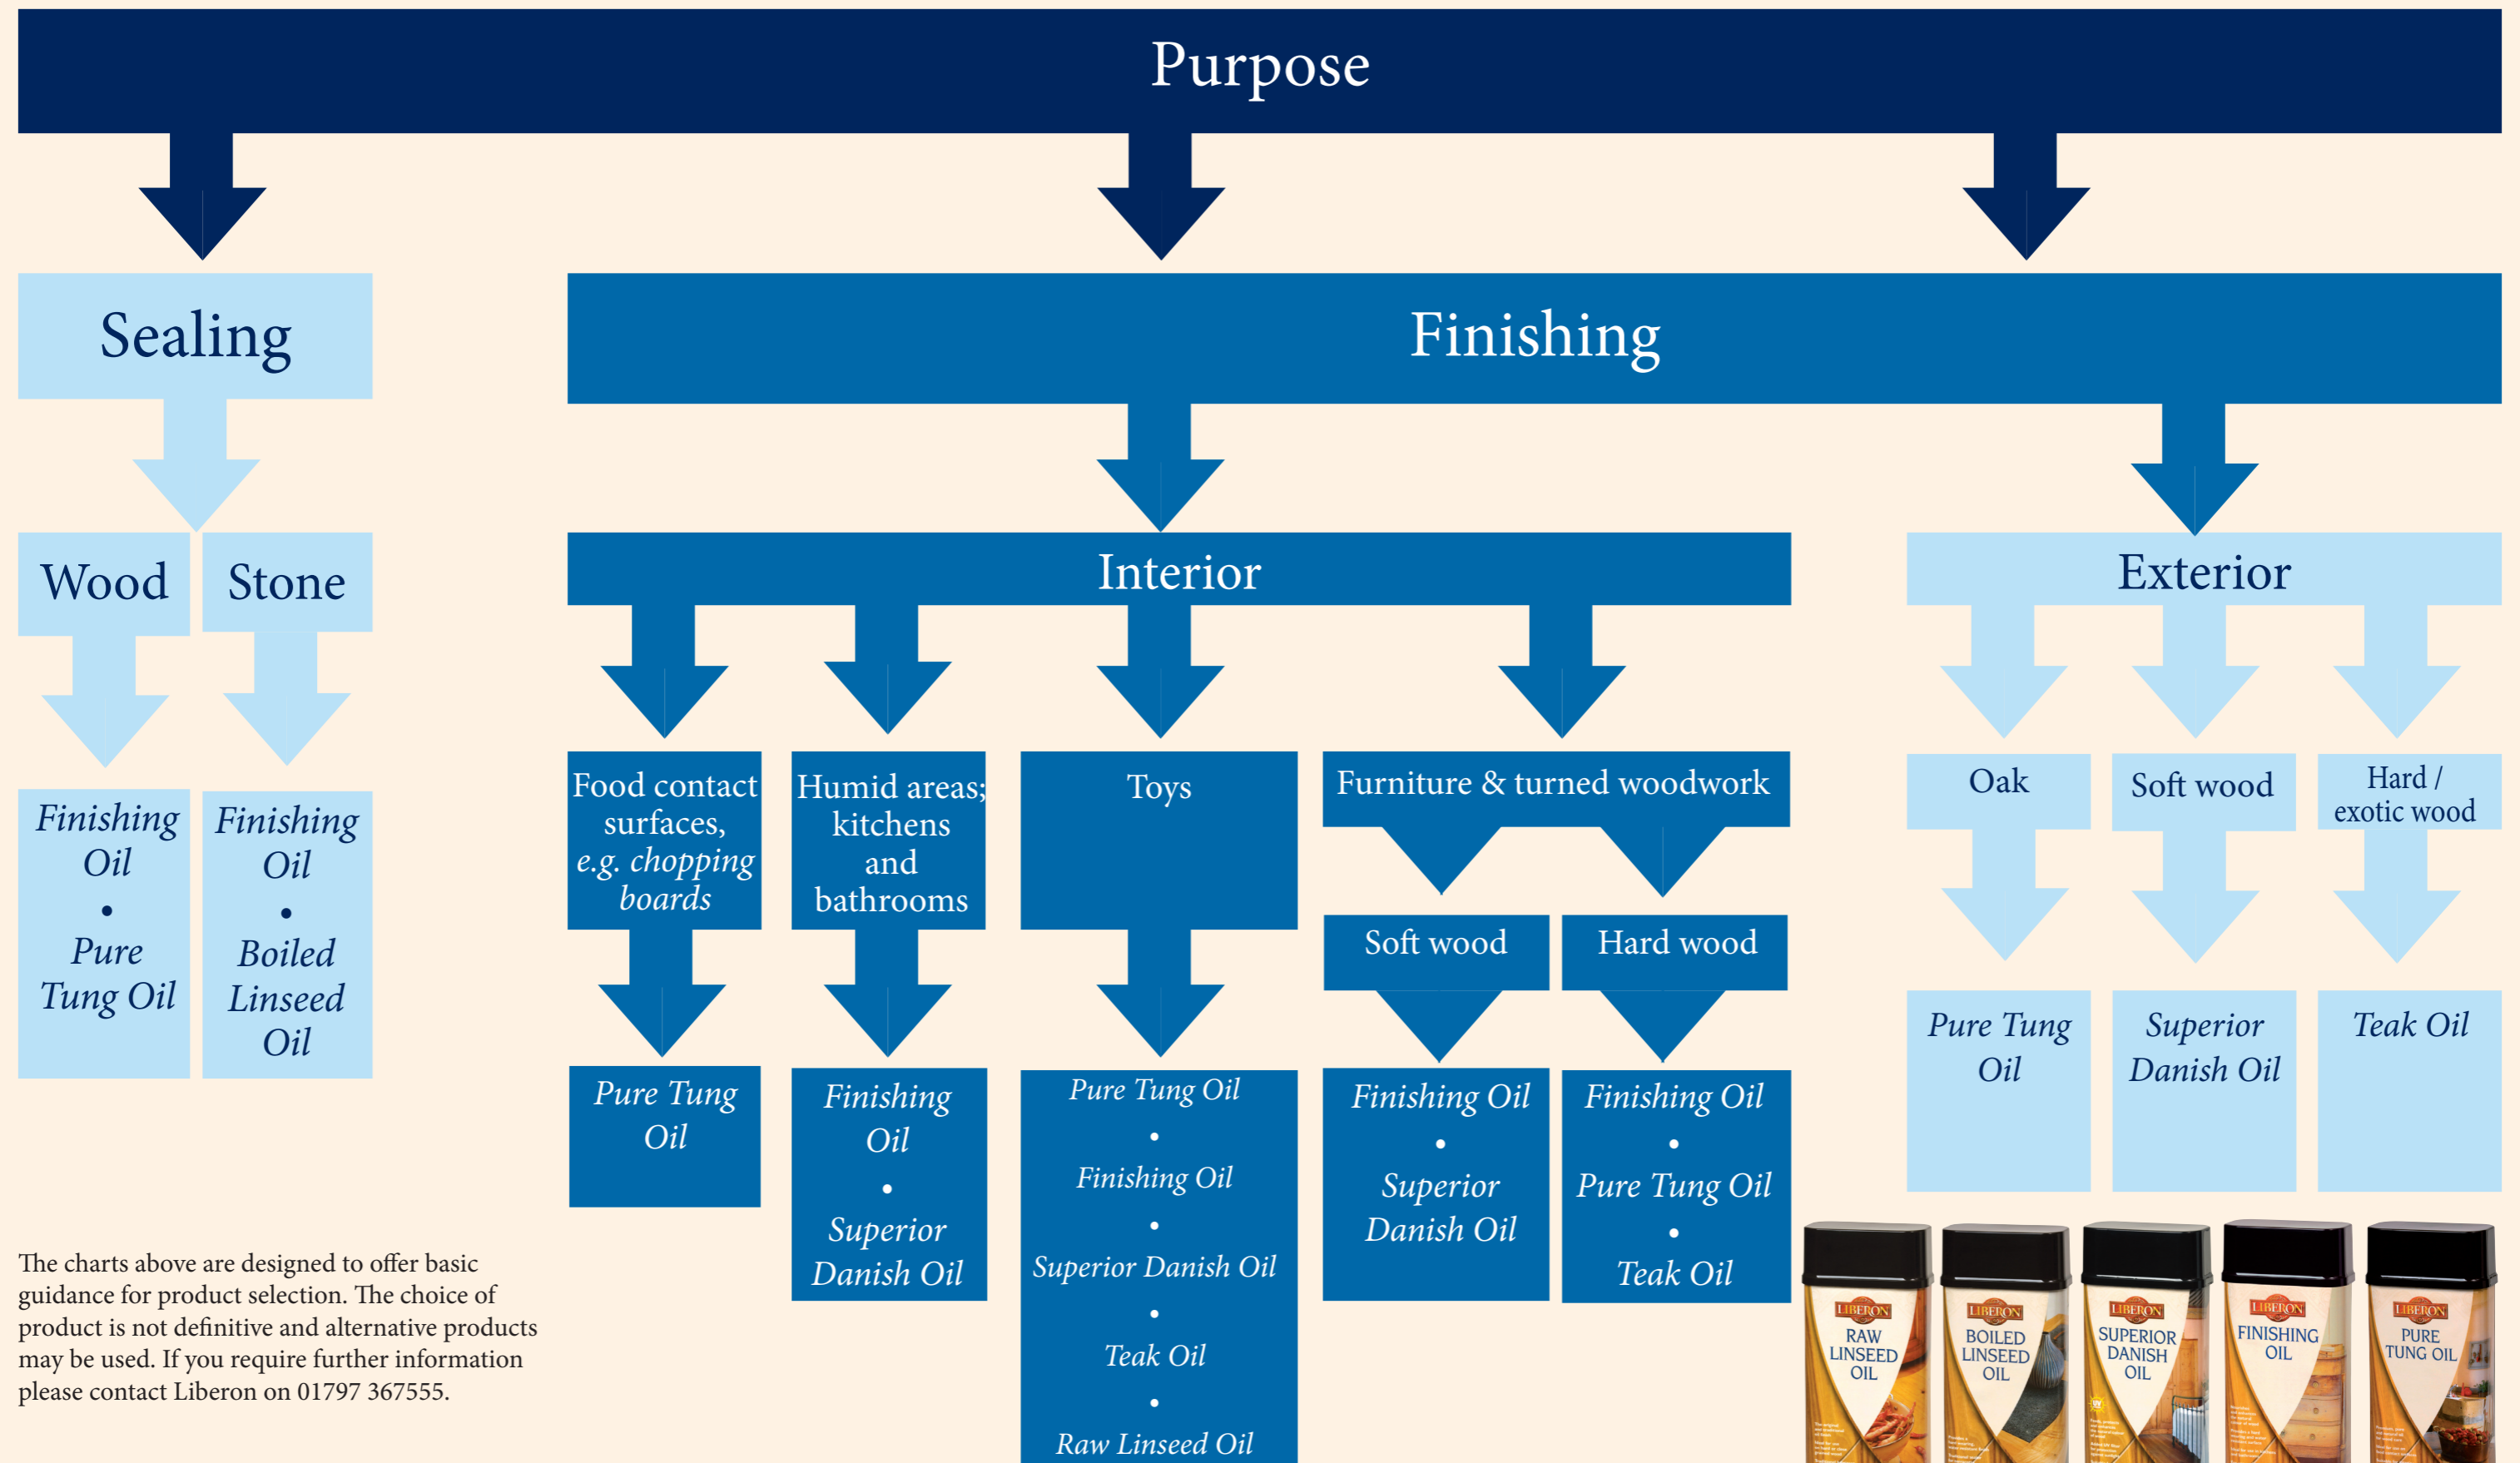 Purpose
Sealing
Finishing
Wood
Stone
Interior
Exterior
Finishing
Oil
•
Pure
Tung Oil
Finishing
Oil
•
Boiled
Linseed
Oil
Food contact
surfaces,
e.g. chopping
boards
Humid areas;
kitchens
and
bathrooms
Toys
Furniture & turned woodwork
Soft wood
Hard wood
Oak
Soft wood
Hard /
exotic wood
Pure Tung
Oil
Finishing
Oil
•
Superior
Danish Oil
Pure Tung Oil
•
Finishing Oil
•
Superior Danish Oil
•
Teak Oil
•
Raw Linseed Oil
Finishing Oil
•
Superior
Danish Oil
Finishing Oil
•
Pure Tung Oil
•
Teak Oil
Pure Tung
Oil
Superior
Danish Oil
Teak Oil
The charts above are designed to offer basic
guidance for product selection. The choice of
product is not definitive and alternative products
may be used. If you require further information
please contact Liberon on 01797 367555.
LIBERON
RAW
LINSEED
OIL
LIBERON
BOILED
LINSEED
OIL
LIBERON
SUPERIOR
DANISH
OIL
LIBERON
FINISHING
OIL
LIBERON
PURE
TUNG OIL